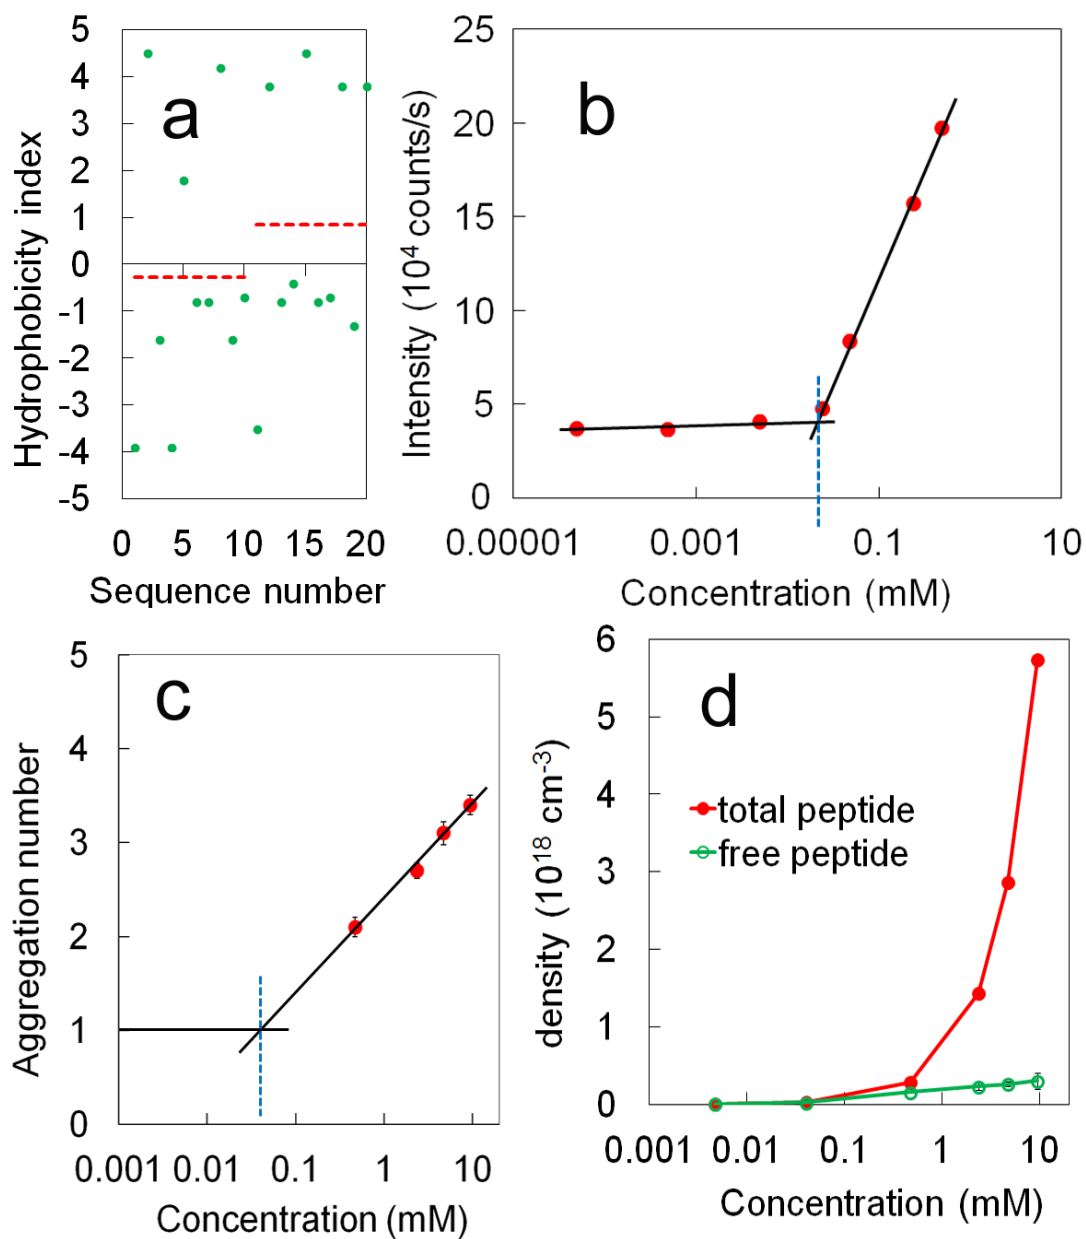 a
5
4
3
2
1
0
-1
-2
-3
-4
-5
Hydrophobicity index
0 5 10 15 20
Sequence number
b
25
20
15
10
5
0
Intensity (10⁴ counts/s)
0.00001 0.001 0.1 10
Concentration (mM)
c
5
4
3
2
1
0
Aggregation number
0.001 0.01 0.1 1 10
Concentration (mM)
d
6
5
4
3
2
1
0
density (10¹⁸ cm⁻³)
total peptide
free peptide
0.001 0.01 0.1 1 10
Concentration (mM)